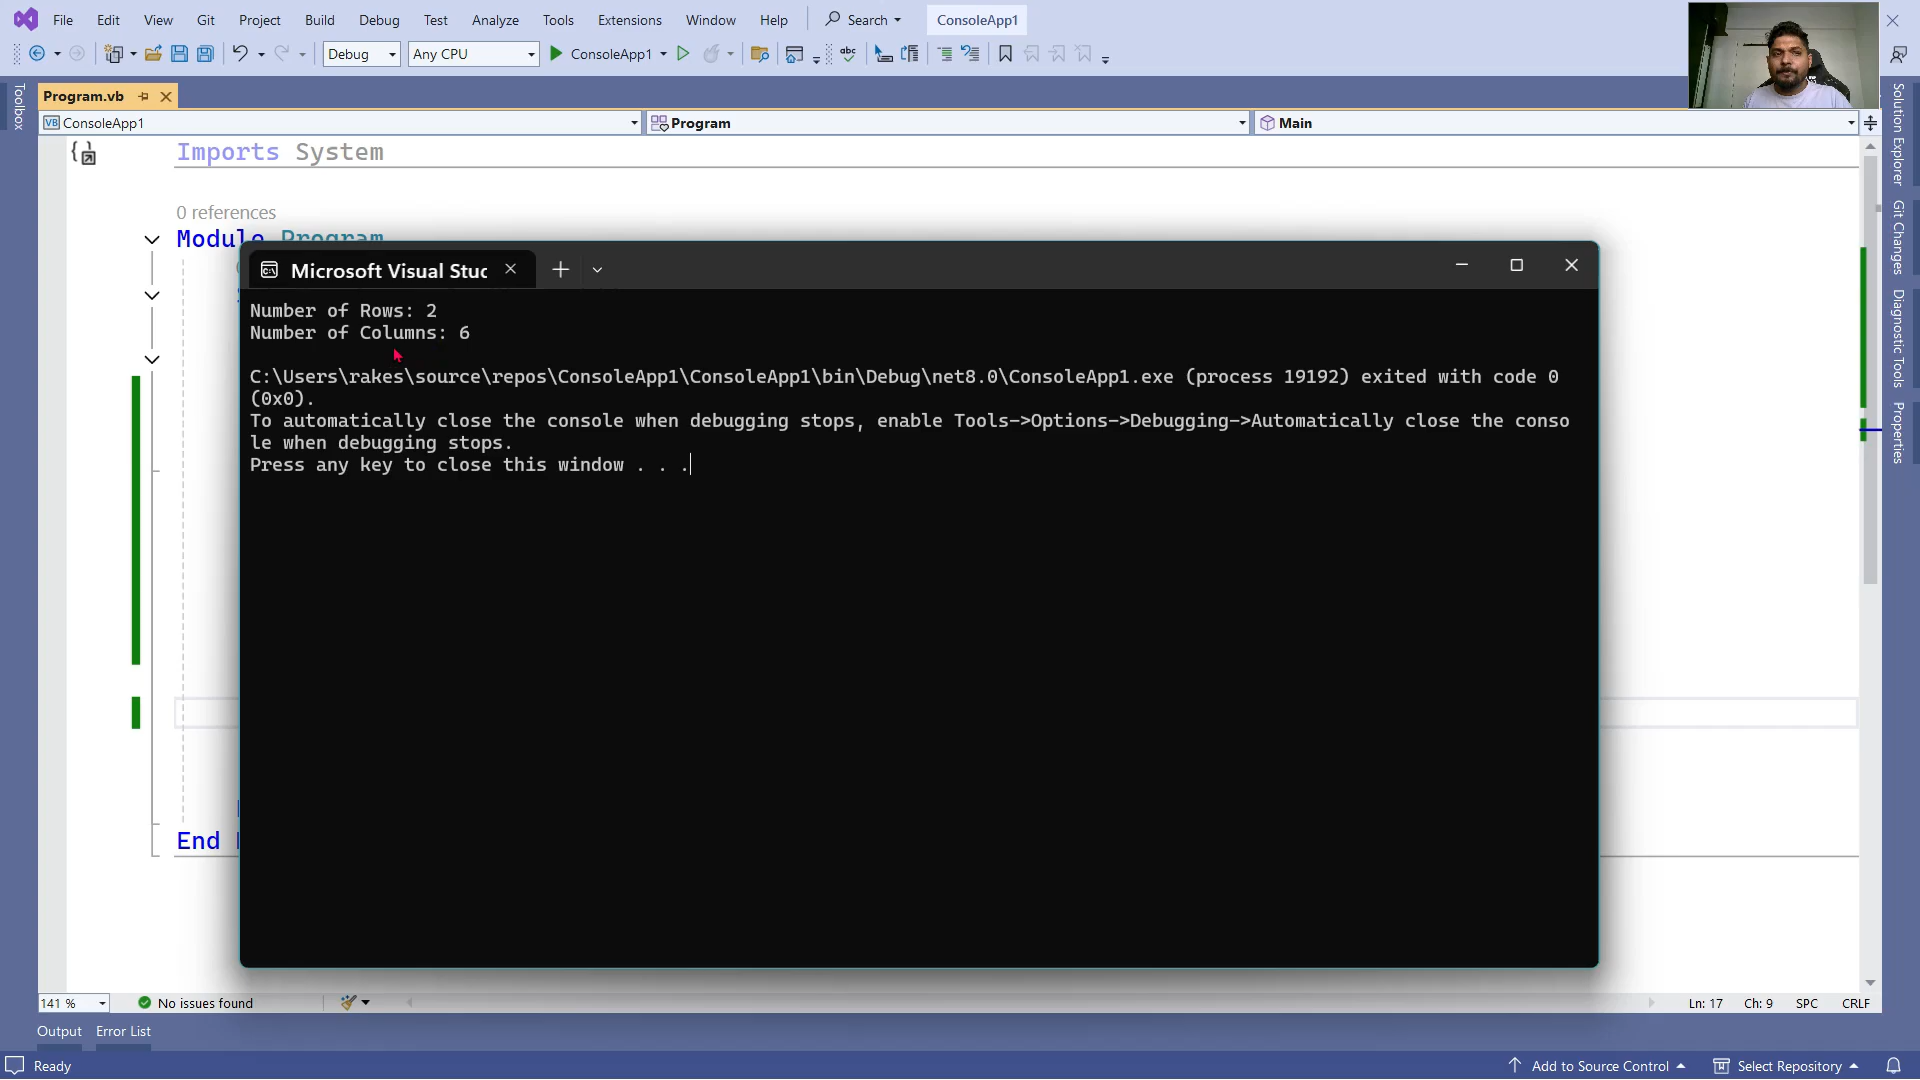 File Edit View Git Project Build Debug Test Analyze Tools Extensions Window Help Search ConsoleApp1
Debug Any CPU ConsoleApp1
Program.vb
Toolbox
VB ConsoleApp1 Program Main
Imports System
0 references
Module Program
Microsoft Visual Stuc
Number of Rows: 2
Number of Columns: 6
C:\Users\rakes\source\repos\ConsoleApp1\ConsoleApp1\bin\Debug\net8.0\ConsoleApp1.exe (process 19192) exited with code 0
(0x0).
To automatically close the console when debugging stops, enable Tools->Options->Debugging->Automatically close the conso
le when debugging stops.
Press any key to close this window . . .
End
Solution Explorer
Git Changes
Diagnostic Tools
Properties
141 % No issues found Ln: 17 Ch: 9 SPC CRLF
Output Error List
Ready Add to Source Control Select Repository